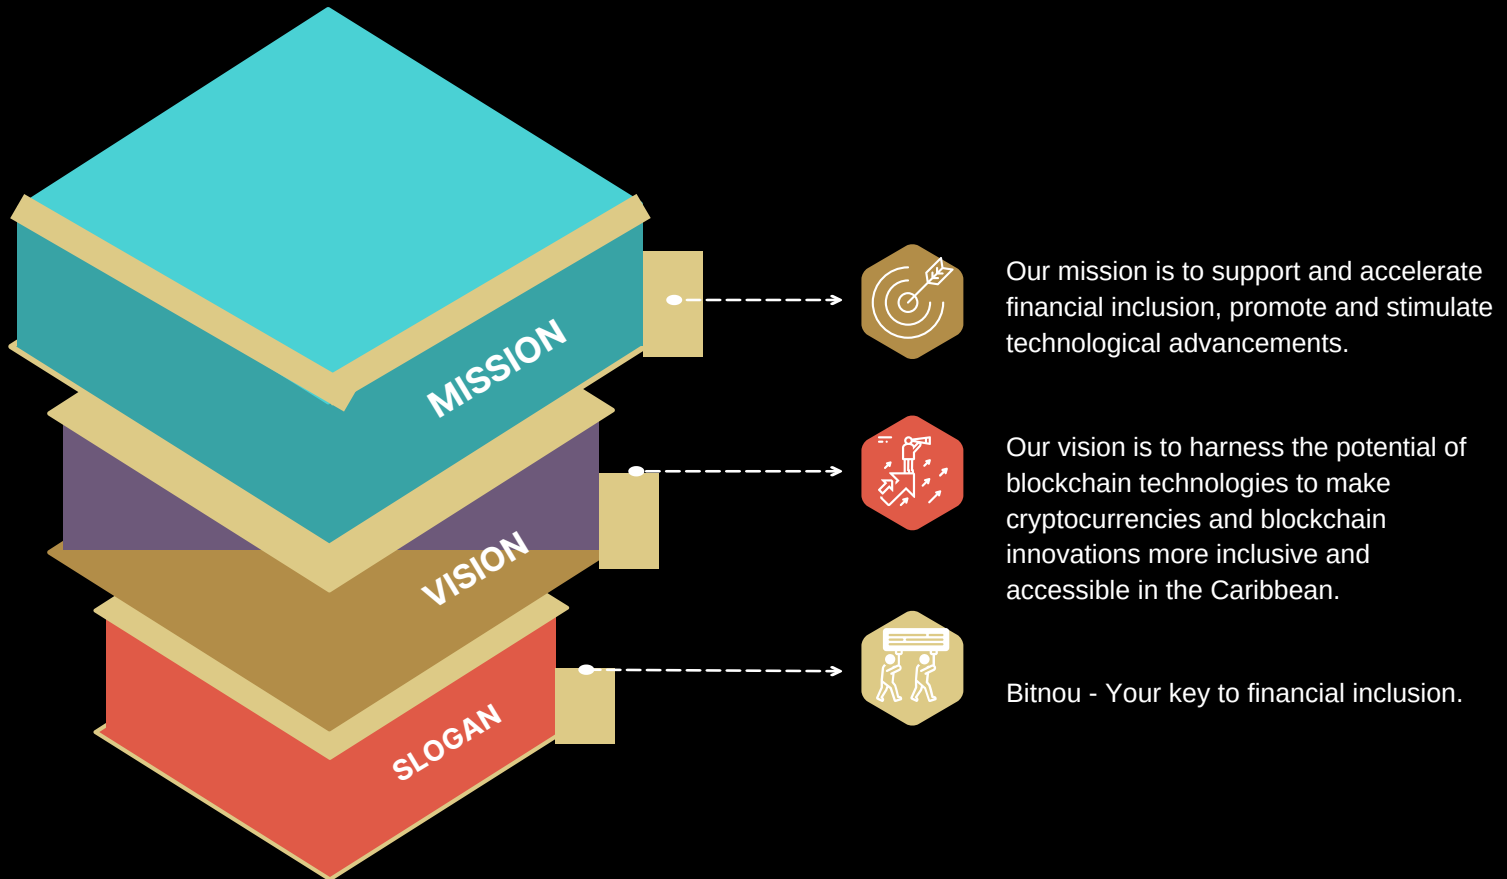 MISSION
Our mission is to support and accelerate
financial inclusion, promote and stimulate
technological advancements.
VISION
Our vision is to harness the potential of
blockchain technologies to make
cryptocurrencies and blockchain
innovations more inclusive and
accessible in the Caribbean.
SLOGAN
Bitnou - Your key to financial inclusion.